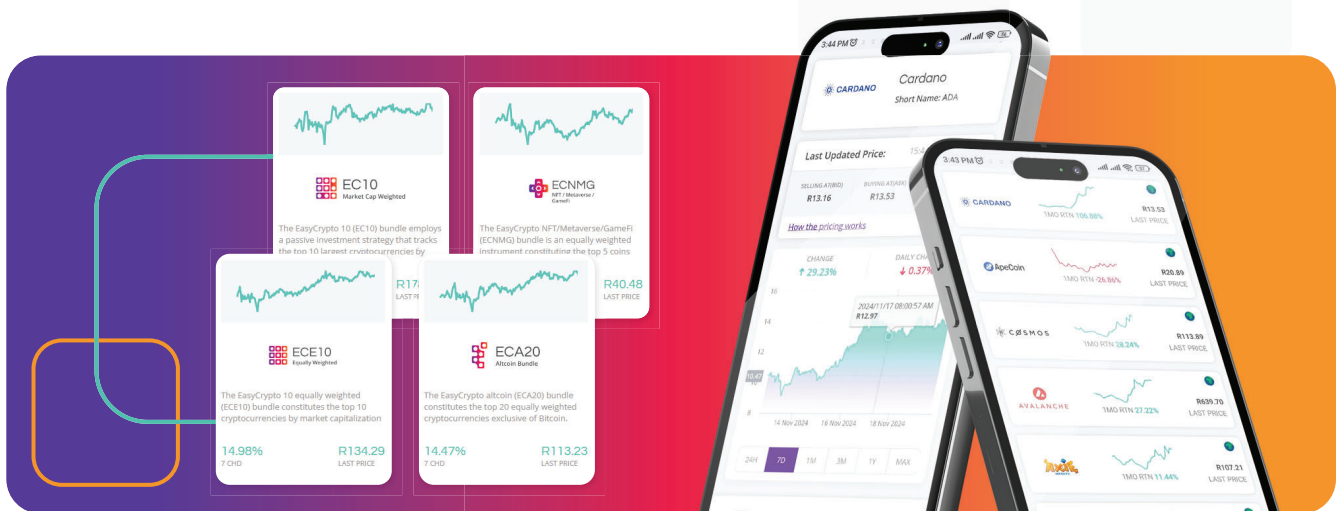 EC10
Market Cap Weighted
The EasyCrypto 10 (EC10) bundle employs
a passive investment strategy that tracks
the top 10 largest cryptocurrencies by
LAST
ECNMG
NFT / Metaverse /
GameFi
The EasyCrypto NFT/Metaverse/GameFi
(ECNMG) bundle is an equally weighted
instrument constituting the top 5 coins
R40.48
LAST PRICE
ECE10
Equally Weighted
The EasyCrypto 10 equally weighted
(ECE10) bundle constitutes the top 10
cryptocurrencies by market capitalization
14.98% R134.29
7 CHD LAST PRICE
ECA20
Altcoin Bundle
The EasyCrypto altcoin (ECA20) bundle
constitutes the top 20 equally weighted
cryptocurrencies exclusive of Bitcoin.
14.47% R113.23
7 CHD LAST PRICE
3:44 PM
CARDANO
Cardano
Short Name: ADA
Last Updated Price:
SELLING AT(BID) BUYING AT(ASK)
R13.16 R13.53
How the pricing works
CHANGE DAILY
↑ 29.23% ↓ 0.37%
2024/11/17 08:00:57 AM
R12.97
16
14
12
10.47
10
8
14 Nov 2024 16 Nov 2024 18 Nov 2024
24H 7D 1M 3M 1Y MAX
3:43 PM
CARDANO
1MO RTN 106.88%
R13.53
LAST PRICE
ApeCoin
1MO RTN -26.86%
R20.89
LAST PRICE
COSMOS
1MO RTN 28.24%
R113.89
LAST PRICE
AVALANCHE
1MO RTN 27.22%
R639.70
LAST PRICE
1MO RTN 11.44%
R107.21
LAST PRICE